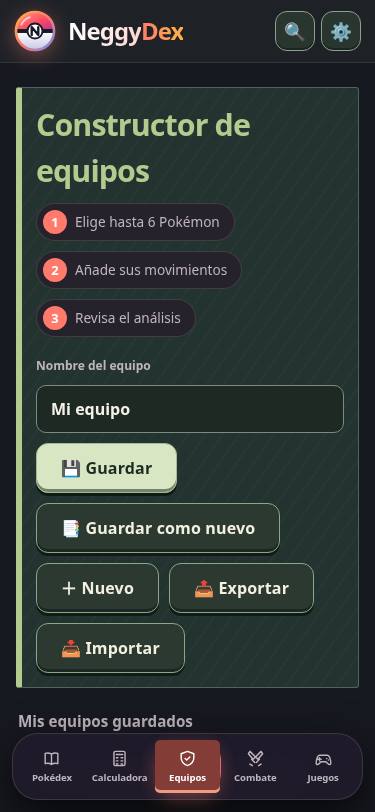 NeggyDex
Constructor de
equipos
1 Elige hasta 6 Pokémon
2 Añade sus movimientos
3 Revisa el análisis
Nombre del equipo
Mi equipo
Guardar
Guardar como nuevo
+ Nuevo
Exportar
Importar
Mis equipos guardados
Pokédex
Calculadora
Equipos
Combate
Juegos